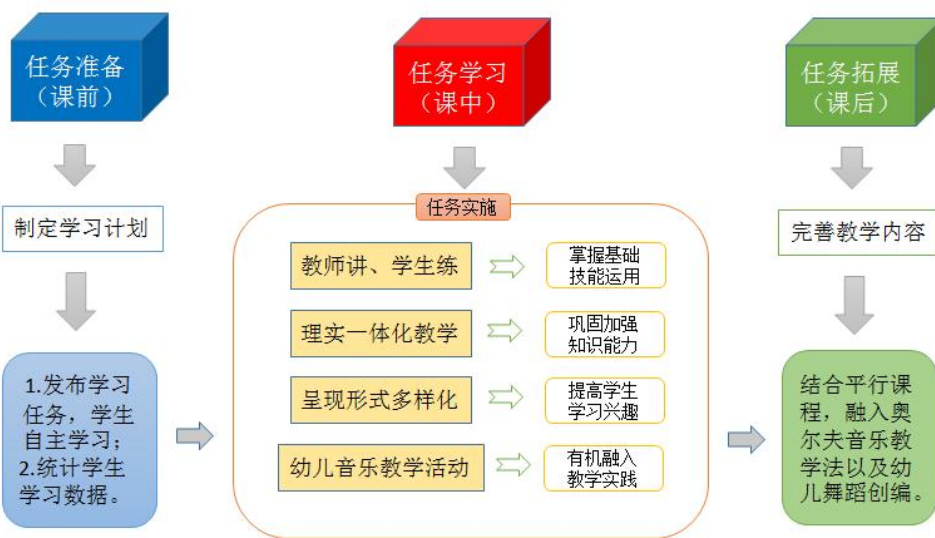 任务准备
（课前）
制定学习计划
1.发布学习
任务，学生
自主学习；
2.统计学生
学习数据。
任务学习
（课中）
任务实施
教师讲、学生练
掌握基础
技能运用
理实一体化教学
巩固加强
知识能力
呈现形式多样化
提高学生
学习兴趣
幼儿音乐教学活动
有机融入
教学实践
任务拓展
（课后）
完善教学内容
结合平行课
程，融入奥
尔夫音乐教
学法以及幼
儿舞蹈创编。